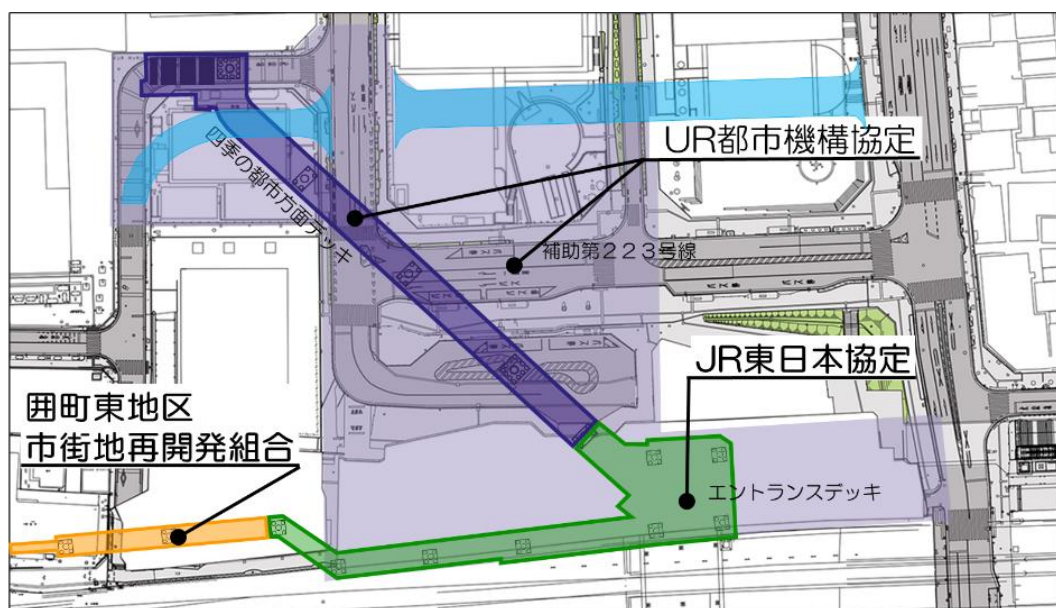 UR都市機構協定
四季の都市方面デッキ
補助第223号線
JR東日本協定
囲町東地区
市街地再開発組合
エントランスデッキ